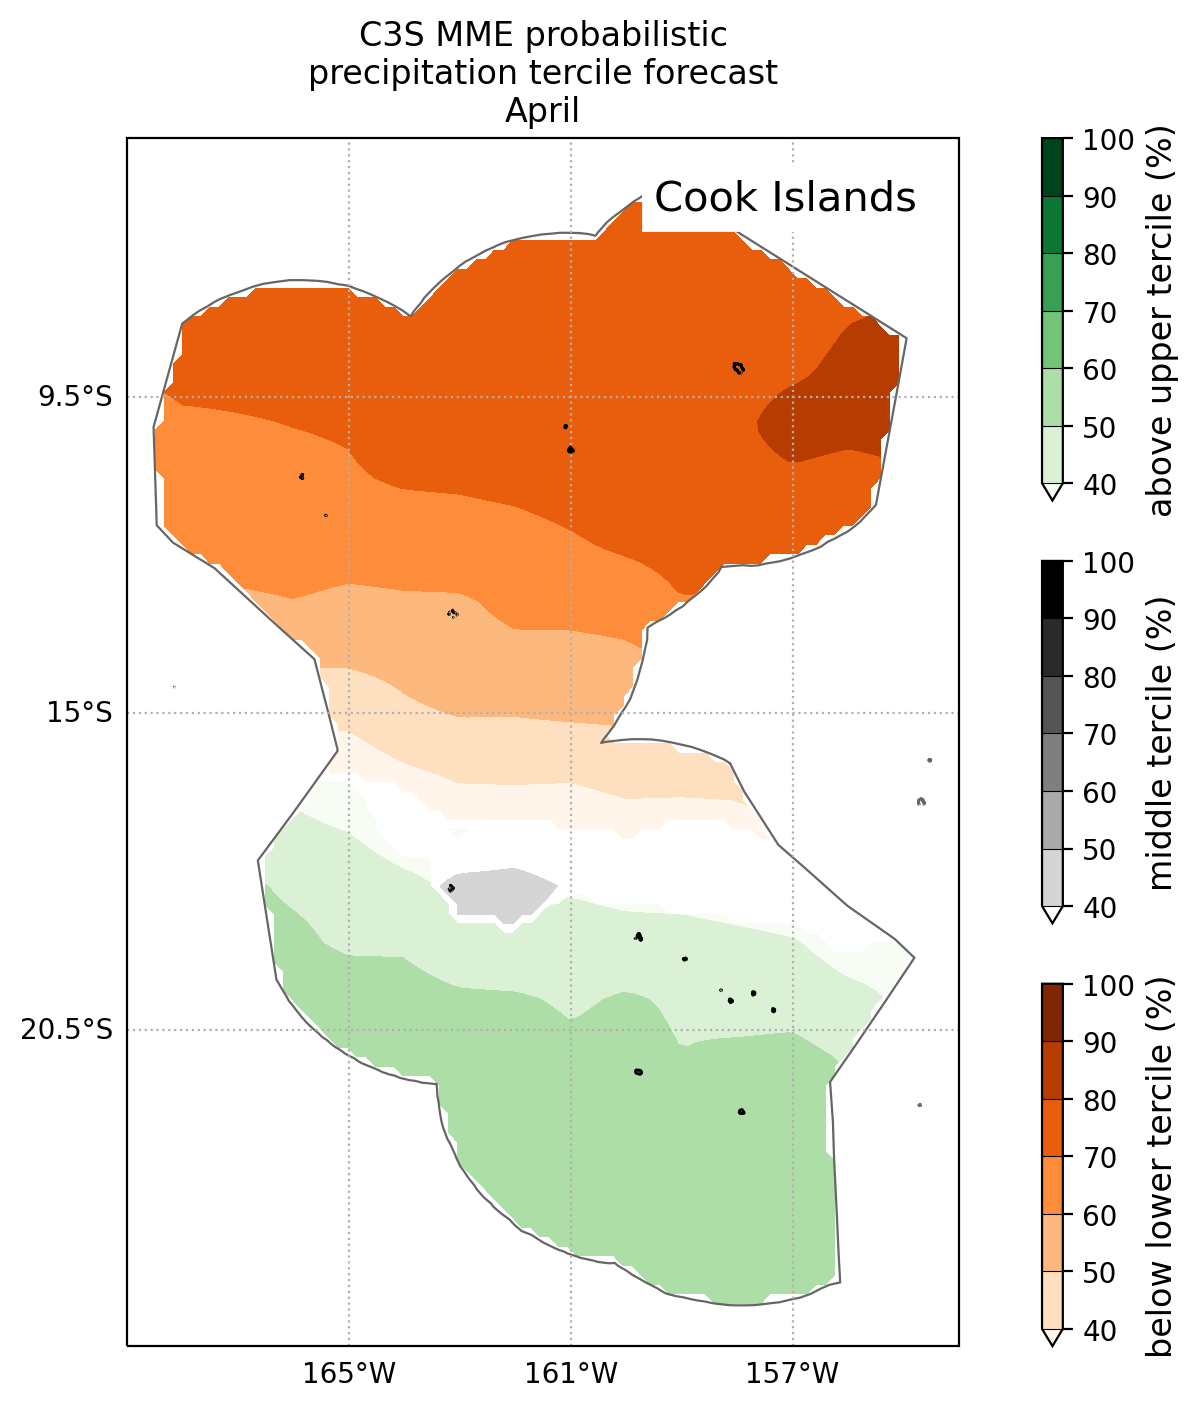 C3S MME probabilistic
precipitation tercile forecast
April
Cook Islands
9.5°S
15°S
20.5°S
165°W
161°W
157°W
100
90
80
70
60
50
40
above upper tercile (%)
100
90
80
70
60
50
40
middle tercile (%)
100
90
80
70
60
50
40
below lower tercile (%)